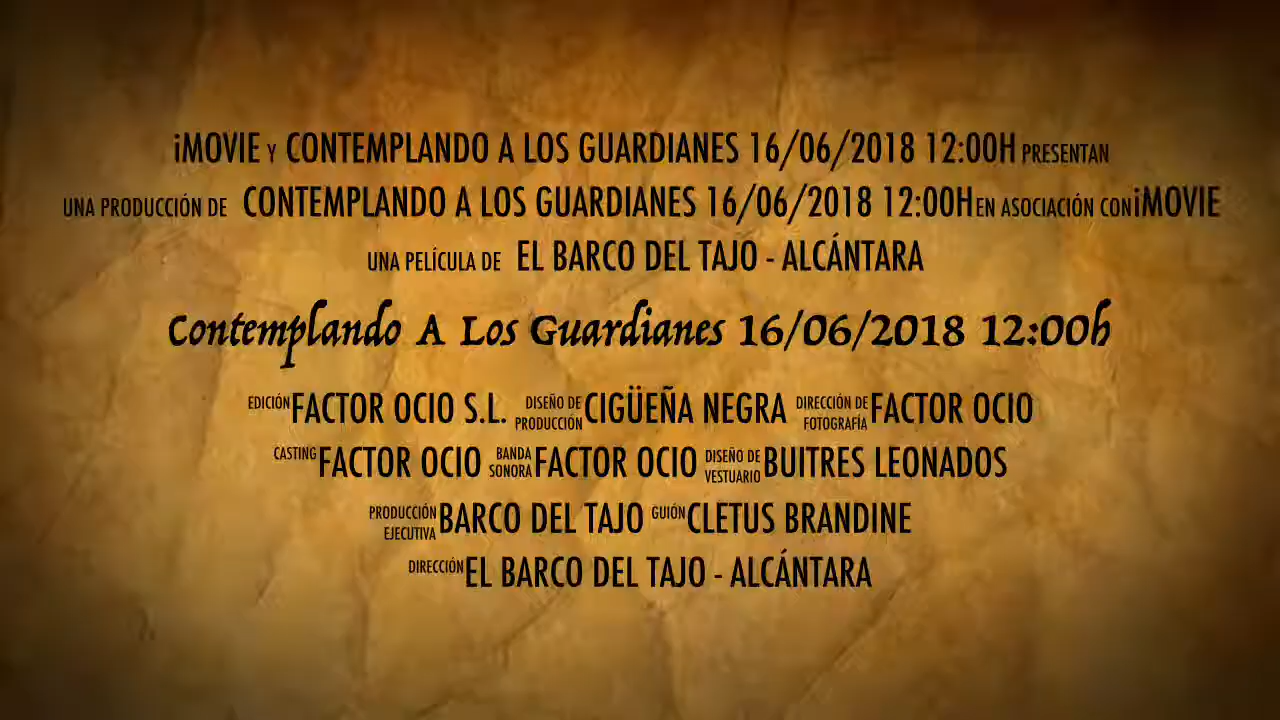 iMOVIE Y CONTEMPLANDO A LOS GUARDIANES 16/06/2018 12:00H PRESENTAN
UNA PRODUCCIÓN DE CONTEMPLANDO A LOS GUARDIANES 16/06/2018 12:00H EN ASOCIACIÓN CON iMOVIE
UNA PELÍCULA DE EL BARCO DEL TAJO - ALCÁNTARA
Contemplando A Los Guardianes 16/06/2018 12:00h
EDICIÓN FACTOR OCIO S.L. DISEÑO DE PRODUCCIÓN CIGÜEÑA NEGRA DIRECCIÓN DE FOTOGRAFÍA FACTOR OCIO
CASTING FACTOR OCIO BANDA SONORA FACTOR OCIO DISEÑO DE VESTUARIO BUITRES LEONADOS
PRODUCCIÓN EJECUTIVA BARCO DEL TAJO GUIÓN CLETUS BRANDINE
DIRECCIÓN EL BARCO DEL TAJO - ALCÁNTARA